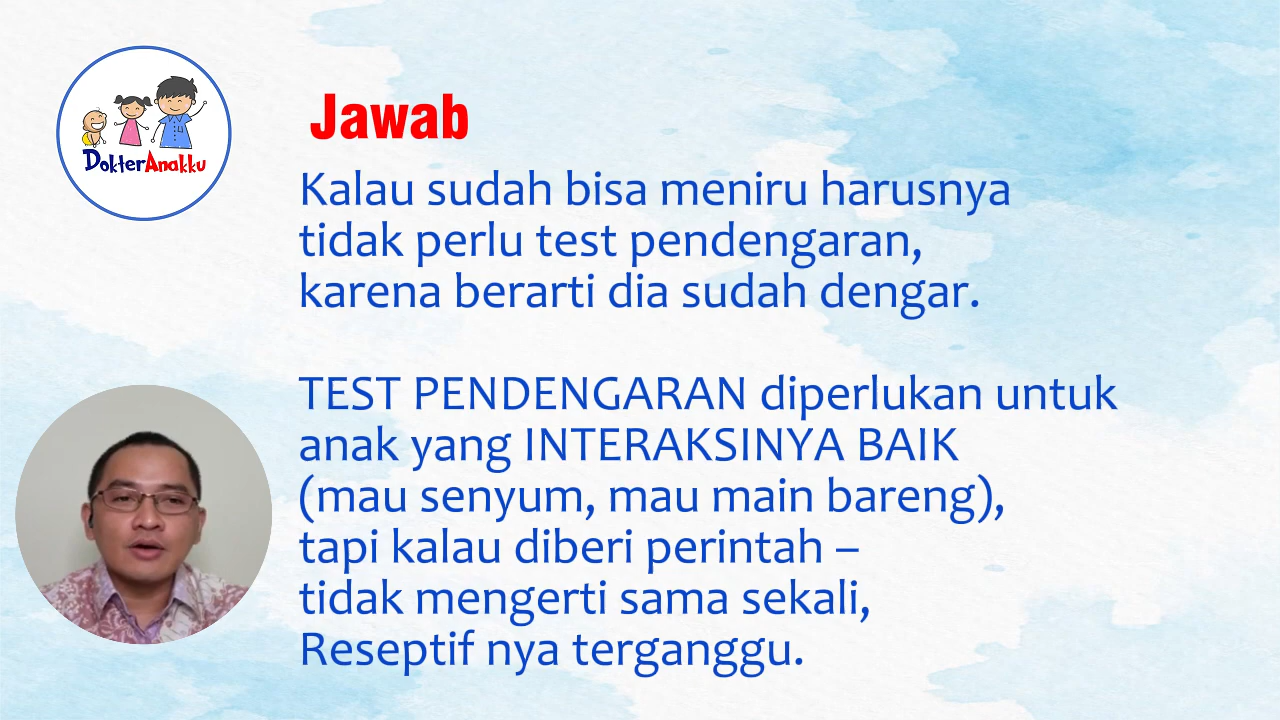 DokterAnakku
Jawab
Kalau sudah bisa meniru harusnya
tidak perlu test pendengaran,
karena berarti dia sudah dengar.
TEST PENDENGARAN diperlukan untuk
anak yang INTERAKSINYA BAIK
(mau senyum, mau main bareng),
tapi kalau diberi perintah –
tidak mengerti sama sekali,
Reseptif nya terganggu.